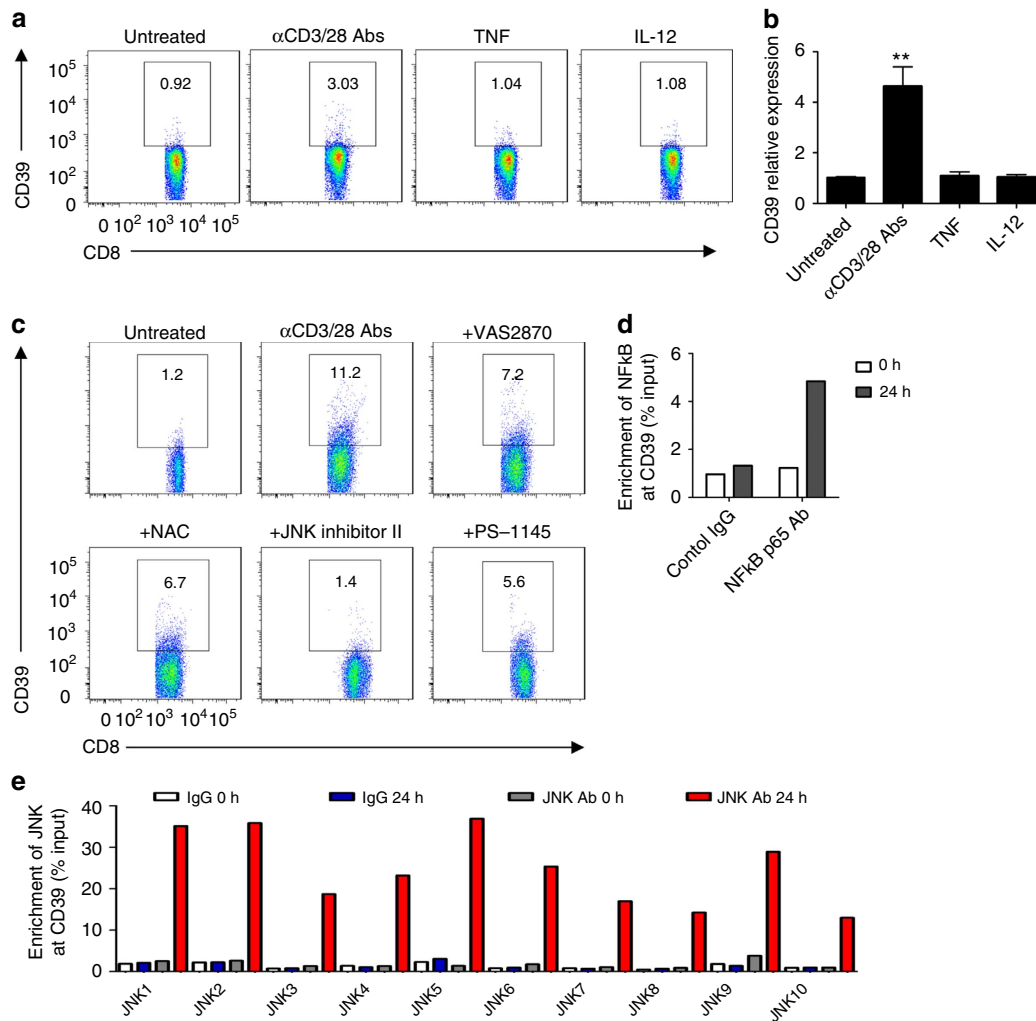 a
Untreated
αCD3/28 Abs
TNF
IL-12
10⁵
10⁴
10³
10²
0
0.92
3.03
1.04
1.08
CD39
0 10² 10³ 10⁴ 10⁵
CD8
b
CD39 relative expression
6
4
2
0
**
Untreated
αCD3/28 Abs
TNF
IL-12
c
Untreated
αCD3/28 Abs
+VAS2870
1.2
11.2
7.2
+NAC
+JNK inhibitor II
+PS–1145
10⁵
10⁴
10³
10²
0
6.7
1.4
5.6
CD39
0 10² 10³ 10⁴ 10⁵
CD8
d
Enrichment of NFkB
at CD39 (% input)
6
4
2
0
0 h
24 h
Contol IgG
NFkB p65 Ab
e
Enrichment of JNK
at CD39 (% input)
40
30
20
10
0
IgG 0 h
IgG 24 h
JNK Ab 0 h
JNK Ab 24 h
JNK1
JNK2
JNK3
JNK4
JNK5
JNK6
JNK7
JNK8
JNK9
JNK10